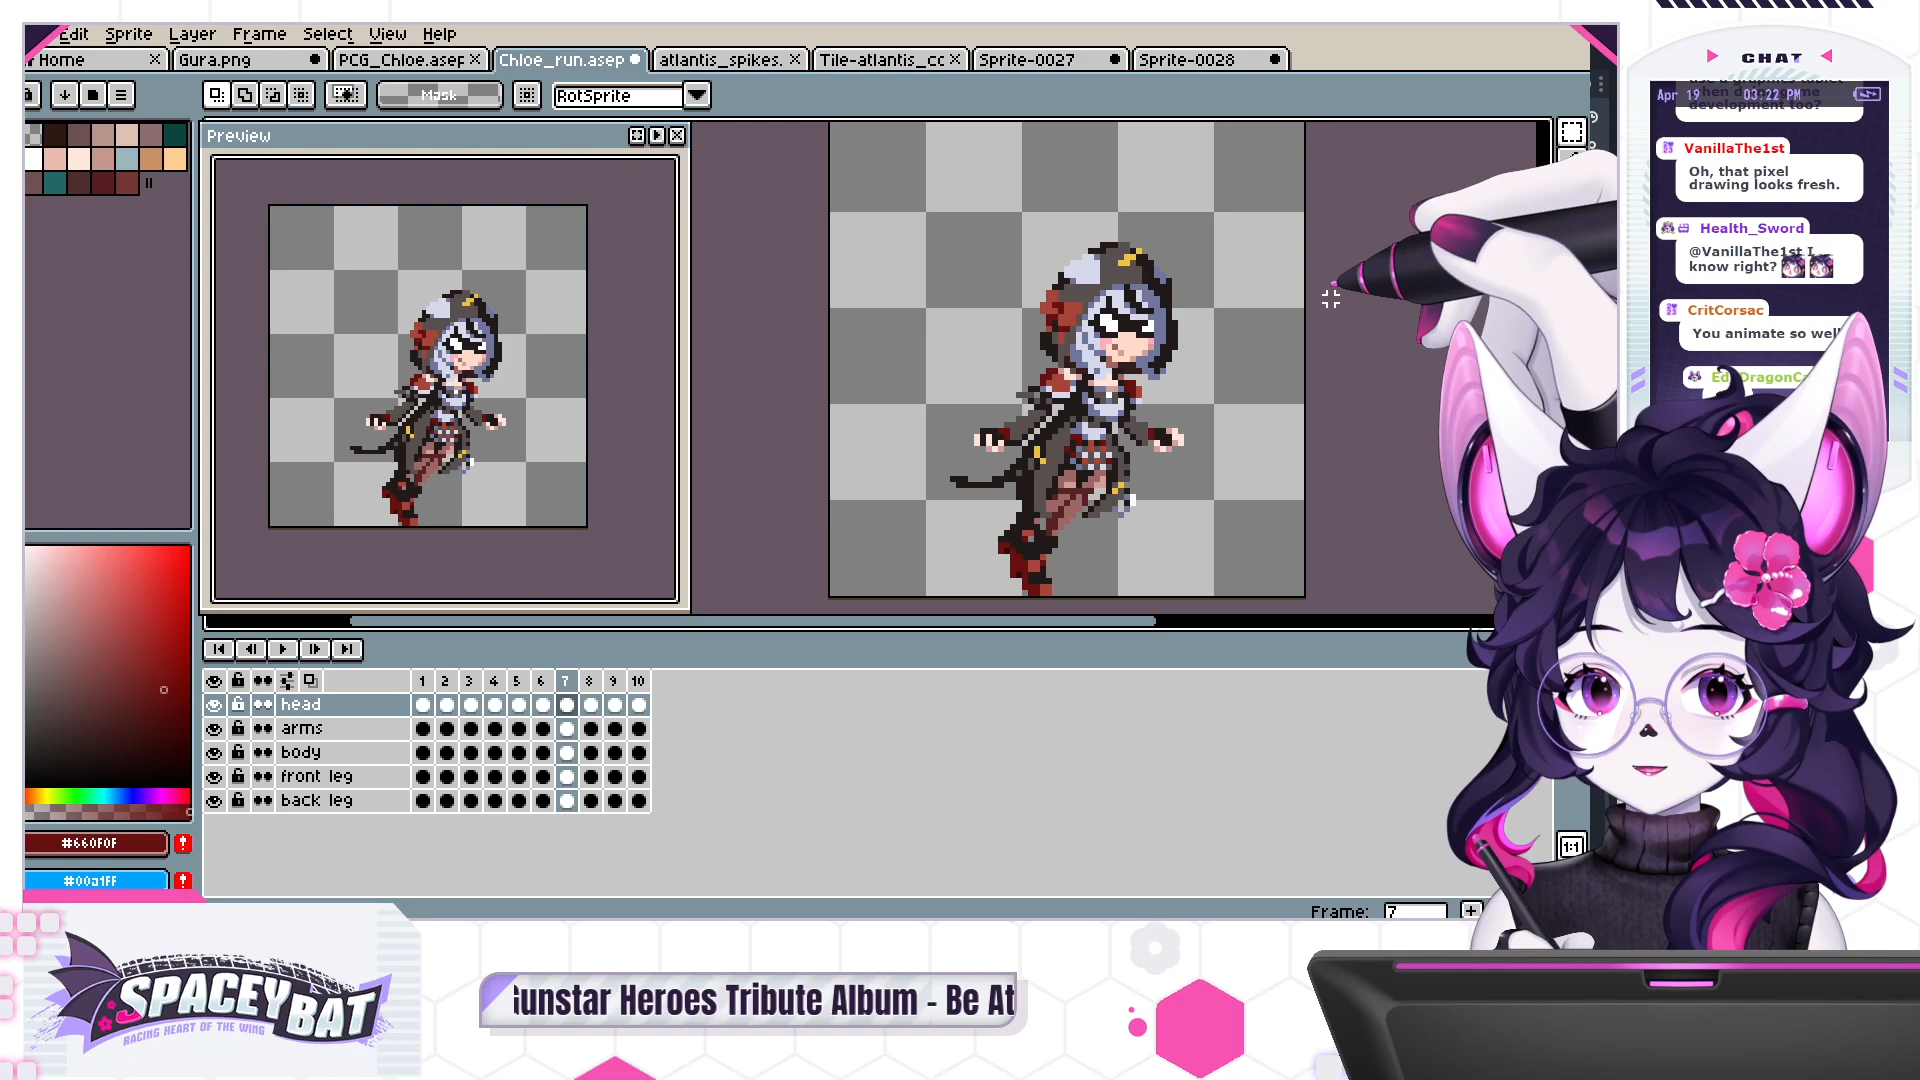 Edit Sprite Layer Frame Select View Help
Home
Gura.png
PCG_Chloe.asep
Chloe_run.asep
atlantis_spikes.
Tile-atlantis_cc
Sprite-0027
Sprite-0028
Mask
RotSprite
Preview
1 2 3 4 5 6 7 8 9 10
head
arms
body
front leg
back leg
#660F0F
#00a1FF
1:1
Frame: 7
CHAT
Apr 19 03:22 PM
development too?
VanillaThe1st
Oh, that pixel
drawing looks fresh.
Health_Sword
@VanillaThe1st I
know right?
CritCorsac
You animate so well
SPACEYBAT
RACING HEART OF THE WING
Gunstar Heroes Tribute Album - Be At